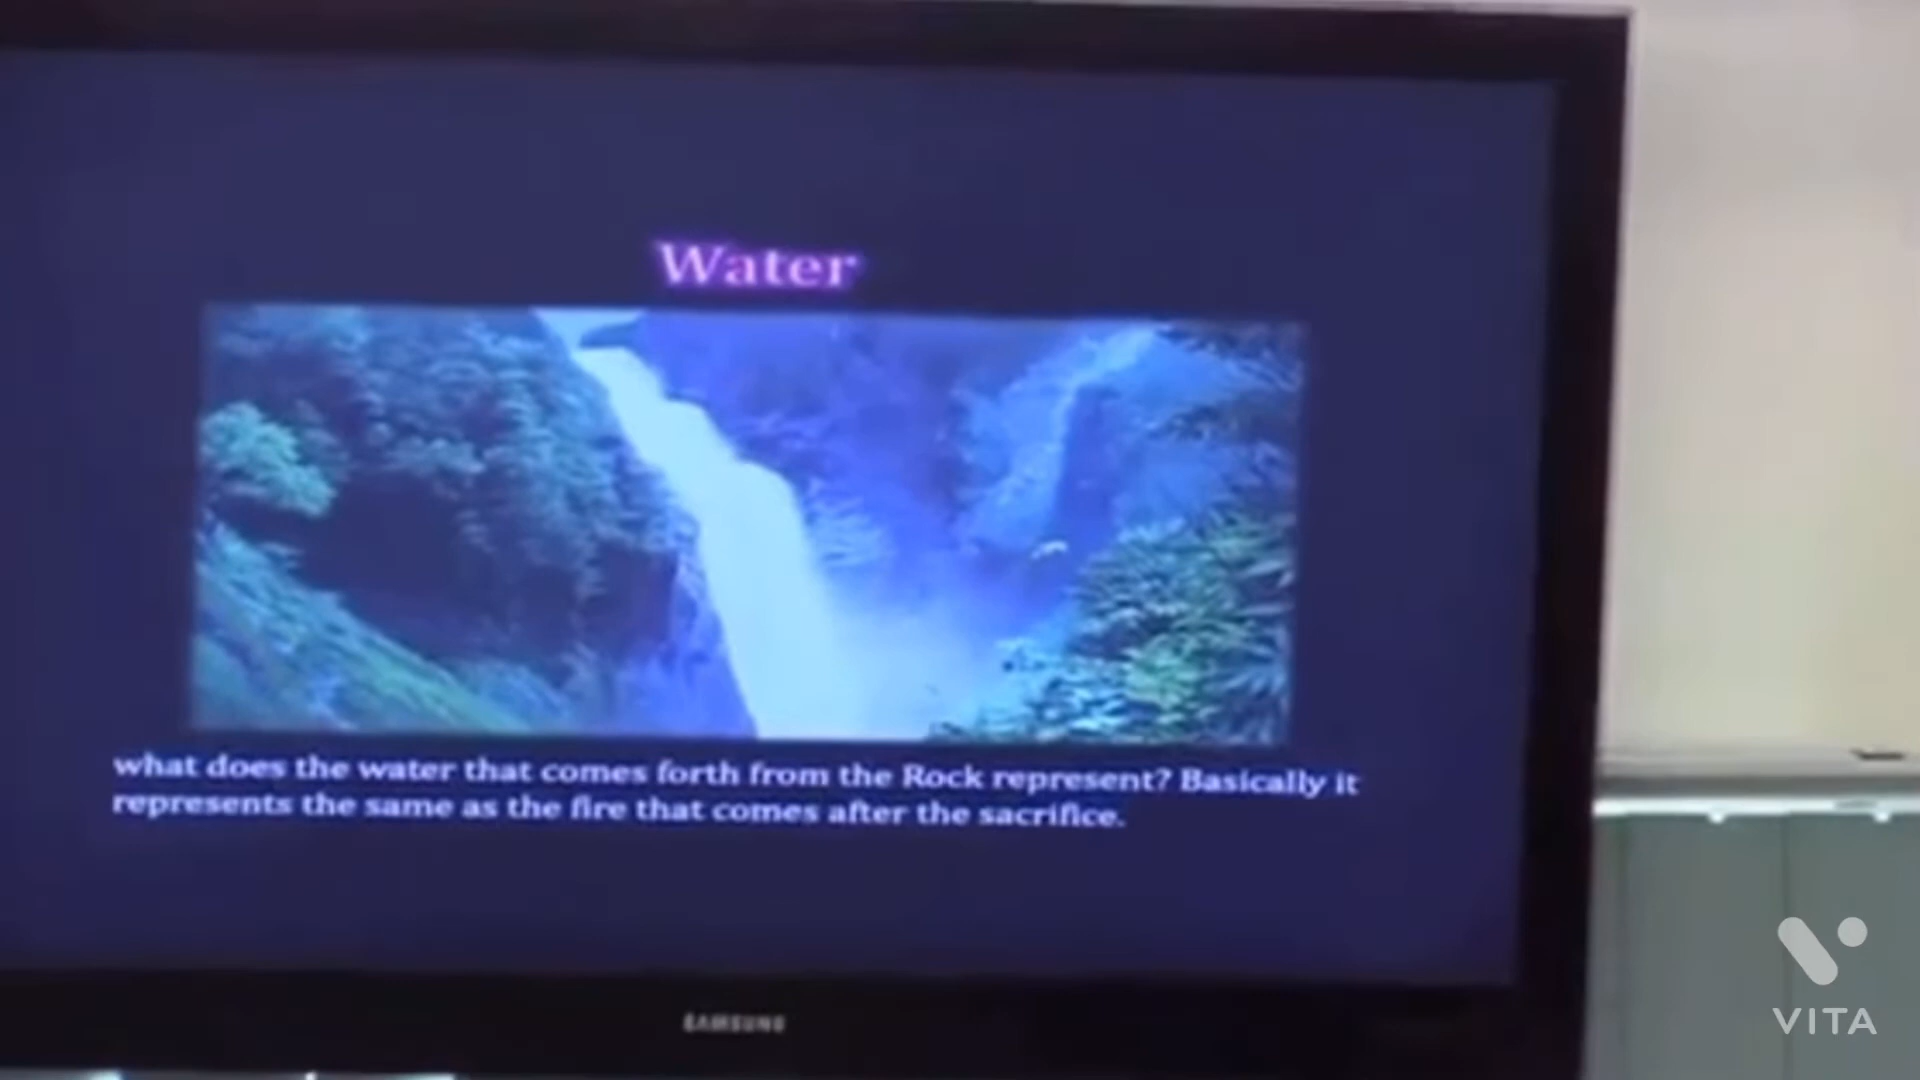 Water
what does the water that comes forth from the Rock represent? Basically it
represents the same as the fire that comes after the sacrifice.
SAMSUNG
VITA